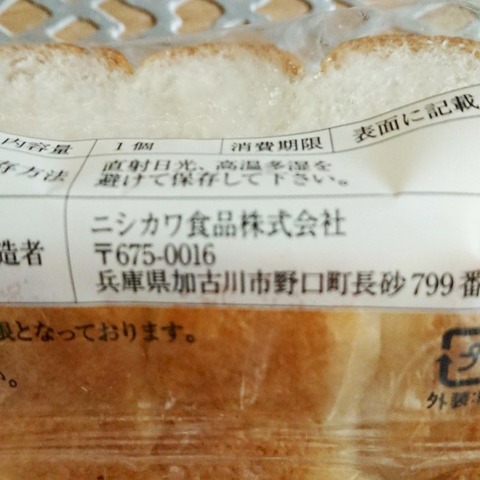 内容量 1個 消費期限 表面に記載
存方法 直射日光、高温多湿を
避けて保存して下さい。
造者 ニシカワ食品株式会社
〒675-0016
兵庫県加古川市野口町長砂799番
限となっております。
い。
外装